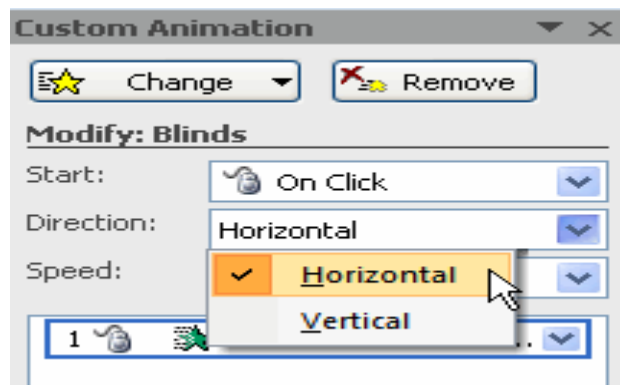 Custom Animation
Change Remove
Modify: Blinds
Start: On Click
Direction: Horizontal
Speed: Horizontal
Vertical
1 ..